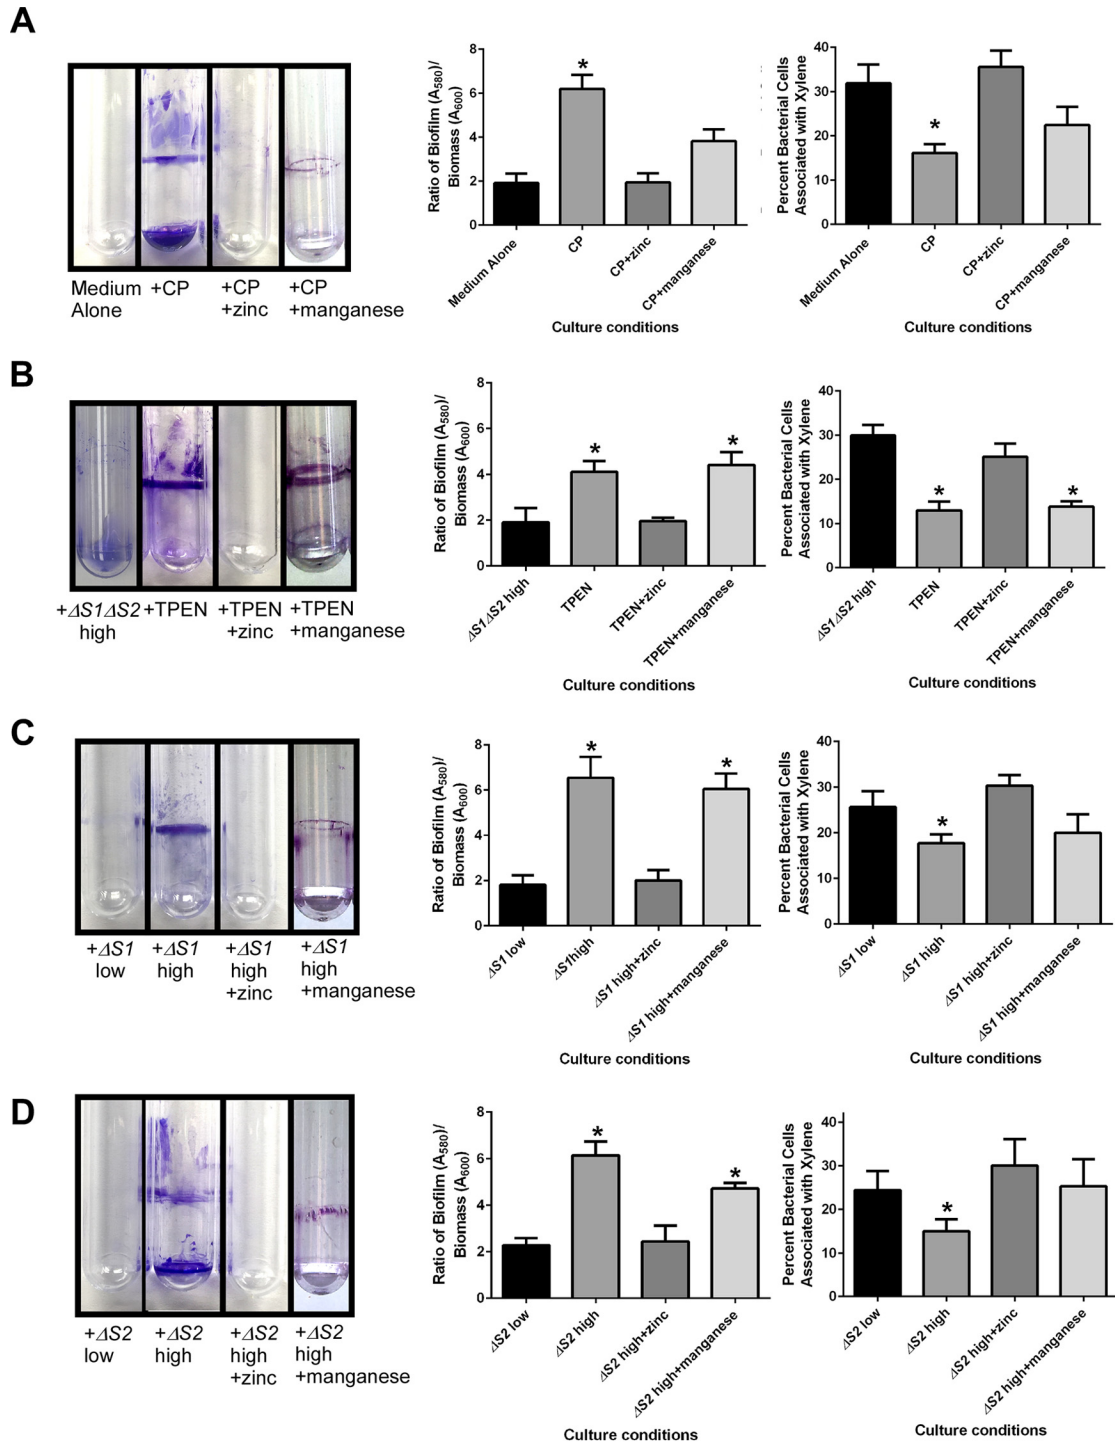 A
Medium Alone
+CP
+CP +zinc
+CP +manganese
8
6
4
2
0
Ratio of Biofilm (A580)/
Biomass (A600)
*
Medium Alone
CP
CP+zinc
CP+manganese
Culture conditions
40
30
20
10
0
Percent Bacterial Cells
Associated with Xylene
*
Medium Alone
CP
CP+zinc
CP+manganese
Culture conditions
B
+ΔS1ΔS2 high
+TPEN
+TPEN +zinc
+TPEN +manganese
8
6
4
2
0
Ratio of Biofilm (A580)/
Biomass (A600)
*
*
ΔS1ΔS2 high
TPEN
TPEN+zinc
TPEN+manganese
Culture conditions
40
30
20
10
0
Percent Bacterial Cells
Associated with Xylene
*
*
ΔS1ΔS2 high
TPEN
TPEN+zinc
TPEN+manganese
Culture conditions
C
+ΔS1 low
+ΔS1 high
+ΔS1 high +zinc
+ΔS1 high +manganese
8
6
4
2
0
Ratio of Biofilm (A580)/
Biomass (A600)
*
*
ΔS1 low
ΔS1high
ΔS1 high+zinc
ΔS1 high+manganese
Culture conditions
40
30
20
10
0
Percent Bacterial Cells
Associated with Xylene
*
ΔS1 low
ΔS1 high
ΔS1 high+zinc
ΔS1 high+manganese
Culture conditions
D
+ΔS2 low
+ΔS2 high
+ΔS2 high +zinc
+ΔS2 high +manganese
8
6
4
2
0
Ratio of Biofilm (A580)/
Biomass (A600)
*
*
ΔS2 low
ΔS2 high
ΔS2 high+zinc
ΔS2 high+manganese
Culture conditions
40
30
20
10
0
Percent Bacterial Cells
Associated with Xylene
*
ΔS2 low
ΔS2 high
ΔS2 high+zinc
ΔS2 high+manganese
Culture conditions